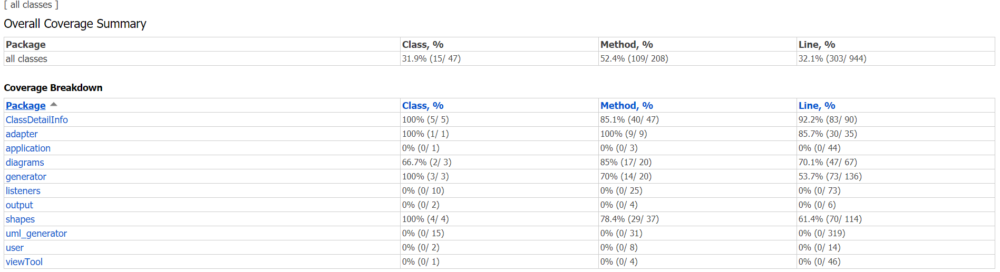 [ all classes ]
Overall Coverage Summary
Package Class, % Method, % Line, %
all classes 31.9% (15/ 47) 52.4% (109/ 208) 32.1% (303/ 944)
Coverage Breakdown
Package Class, % Method, % Line, %
ClassDetailInfo 100% (5/ 5) 85.1% (40/ 47) 92.2% (83/ 90)
adapter 100% (1/ 1) 100% (9/ 9) 85.7% (30/ 35)
application 0% (0/ 1) 0% (0/ 3) 0% (0/ 44)
diagrams 66.7% (2/ 3) 85% (17/ 20) 70.1% (47/ 67)
generator 100% (3/ 3) 70% (14/ 20) 53.7% (73/ 136)
listeners 0% (0/ 10) 0% (0/ 25) 0% (0/ 73)
output 0% (0/ 2) 0% (0/ 4) 0% (0/ 6)
shapes 100% (4/ 4) 78.4% (29/ 37) 61.4% (70/ 114)
uml_generator 0% (0/ 15) 0% (0/ 31) 0% (0/ 319)
user 0% (0/ 2) 0% (0/ 8) 0% (0/ 14)
viewTool 0% (0/ 1) 0% (0/ 4) 0% (0/ 46)